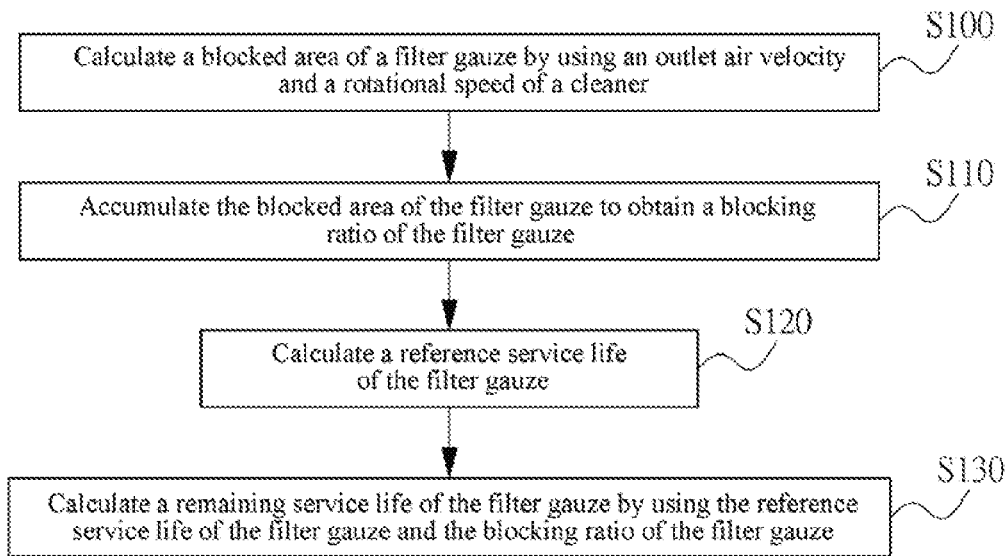 S100
Calculate a blocked area of a filter gauze by using an outlet air velocity
and a rotational speed of a cleaner
S110
Accumulate the blocked area of the filter gauze to obtain a blocking
ratio of the filter gauze
S120
Calculate a reference service life
of the filter gauze
S130
Calculate a remaining service life of the filter gauze by using the reference
service life of the filter gauze and the blocking ratio of the filter gauze